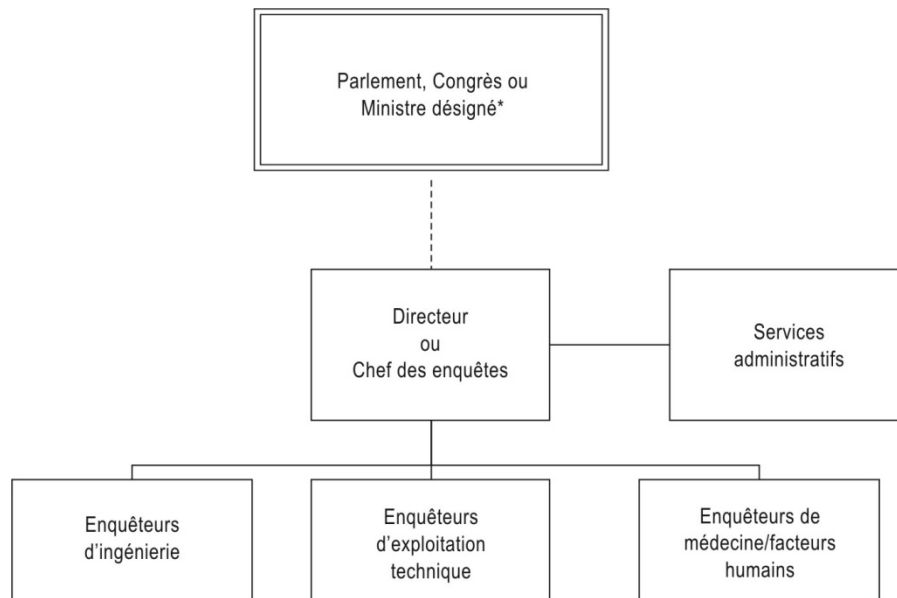 Parlement, Congrès ou
Ministre désigné*
Directeur
ou
Chef des enquêtes
Services
administratifs
Enquêteurs
d’ingénierie
Enquêteurs
d’exploitation
technique
Enquêteurs de
médecine/facteurs
humains